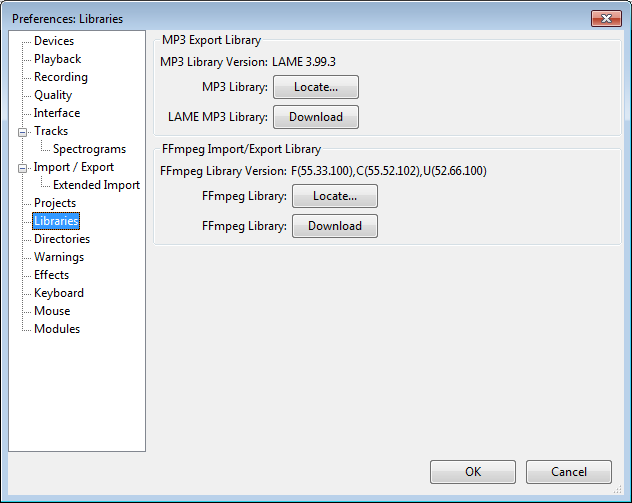 Preferences: Libraries
Devices
Playback
Recording
Quality
Interface
Tracks
Spectrograms
Import / Export
Extended Import
Projects
Libraries
Directories
Warnings
Effects
Keyboard
Mouse
Modules
MP3 Export Library
MP3 Library Version: LAME 3.99.3
MP3 Library: Locate...
LAME MP3 Library: Download
FFmpeg Import/Export Library
FFmpeg Library Version: F(55.33.100),C(55.52.102),U(52.66.100)
FFmpeg Library: Locate...
FFmpeg Library: Download
OK Cancel